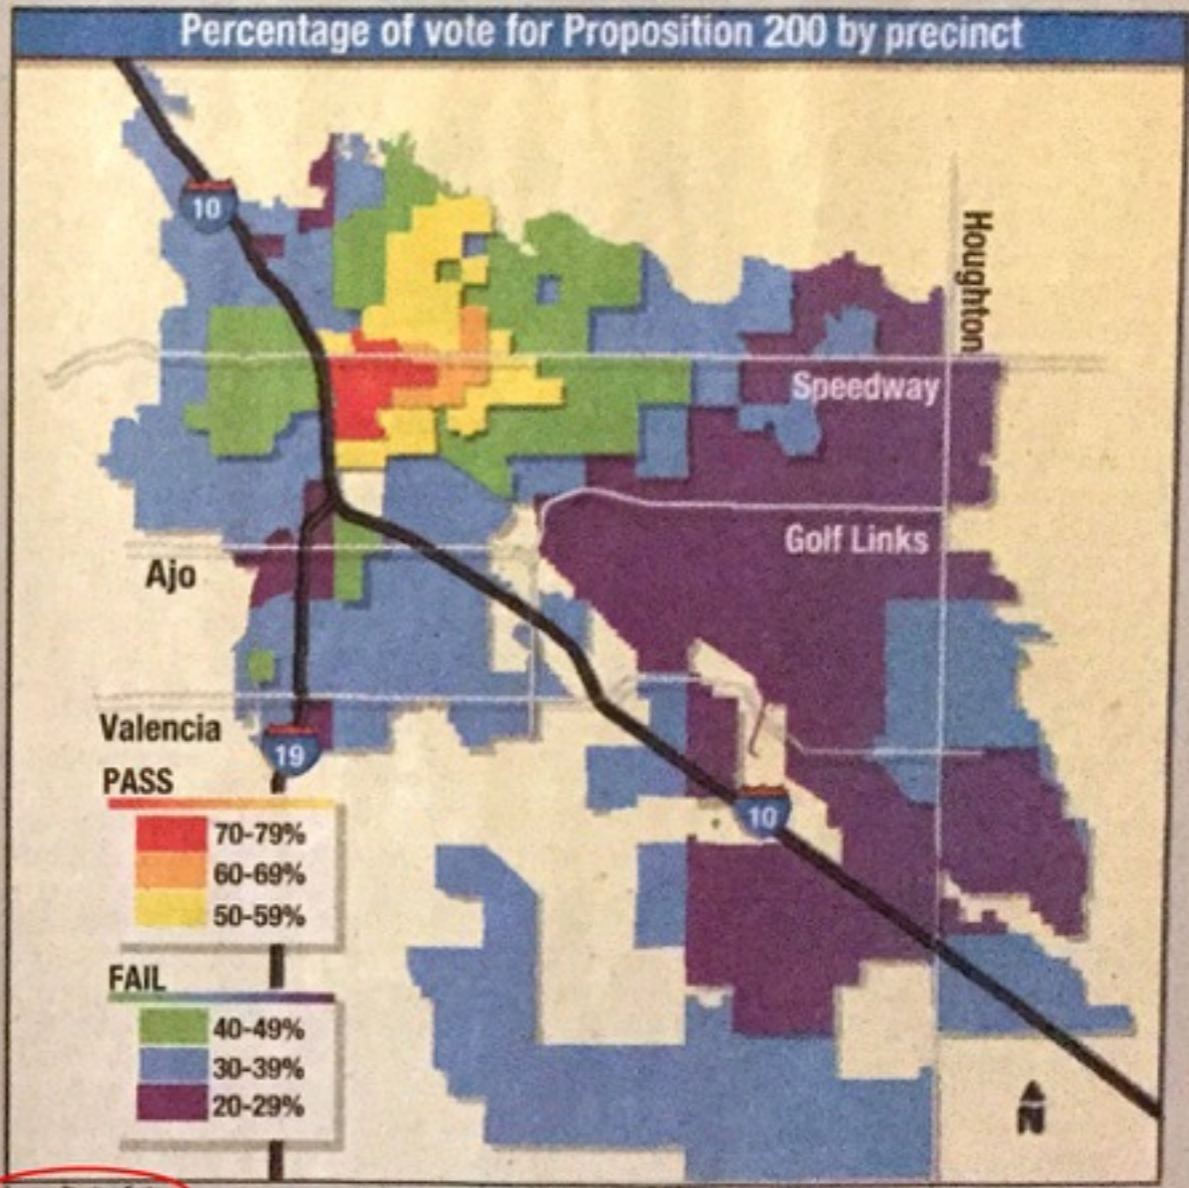 Percentage of vote for Proposition 200 by precinct
10
Houghton
Speedway
Golf Links
Ajo
Valencia
19
10
PASS
70-79%
60-69%
50-59%
FAIL
40-49%
30-39%
20-29%
N